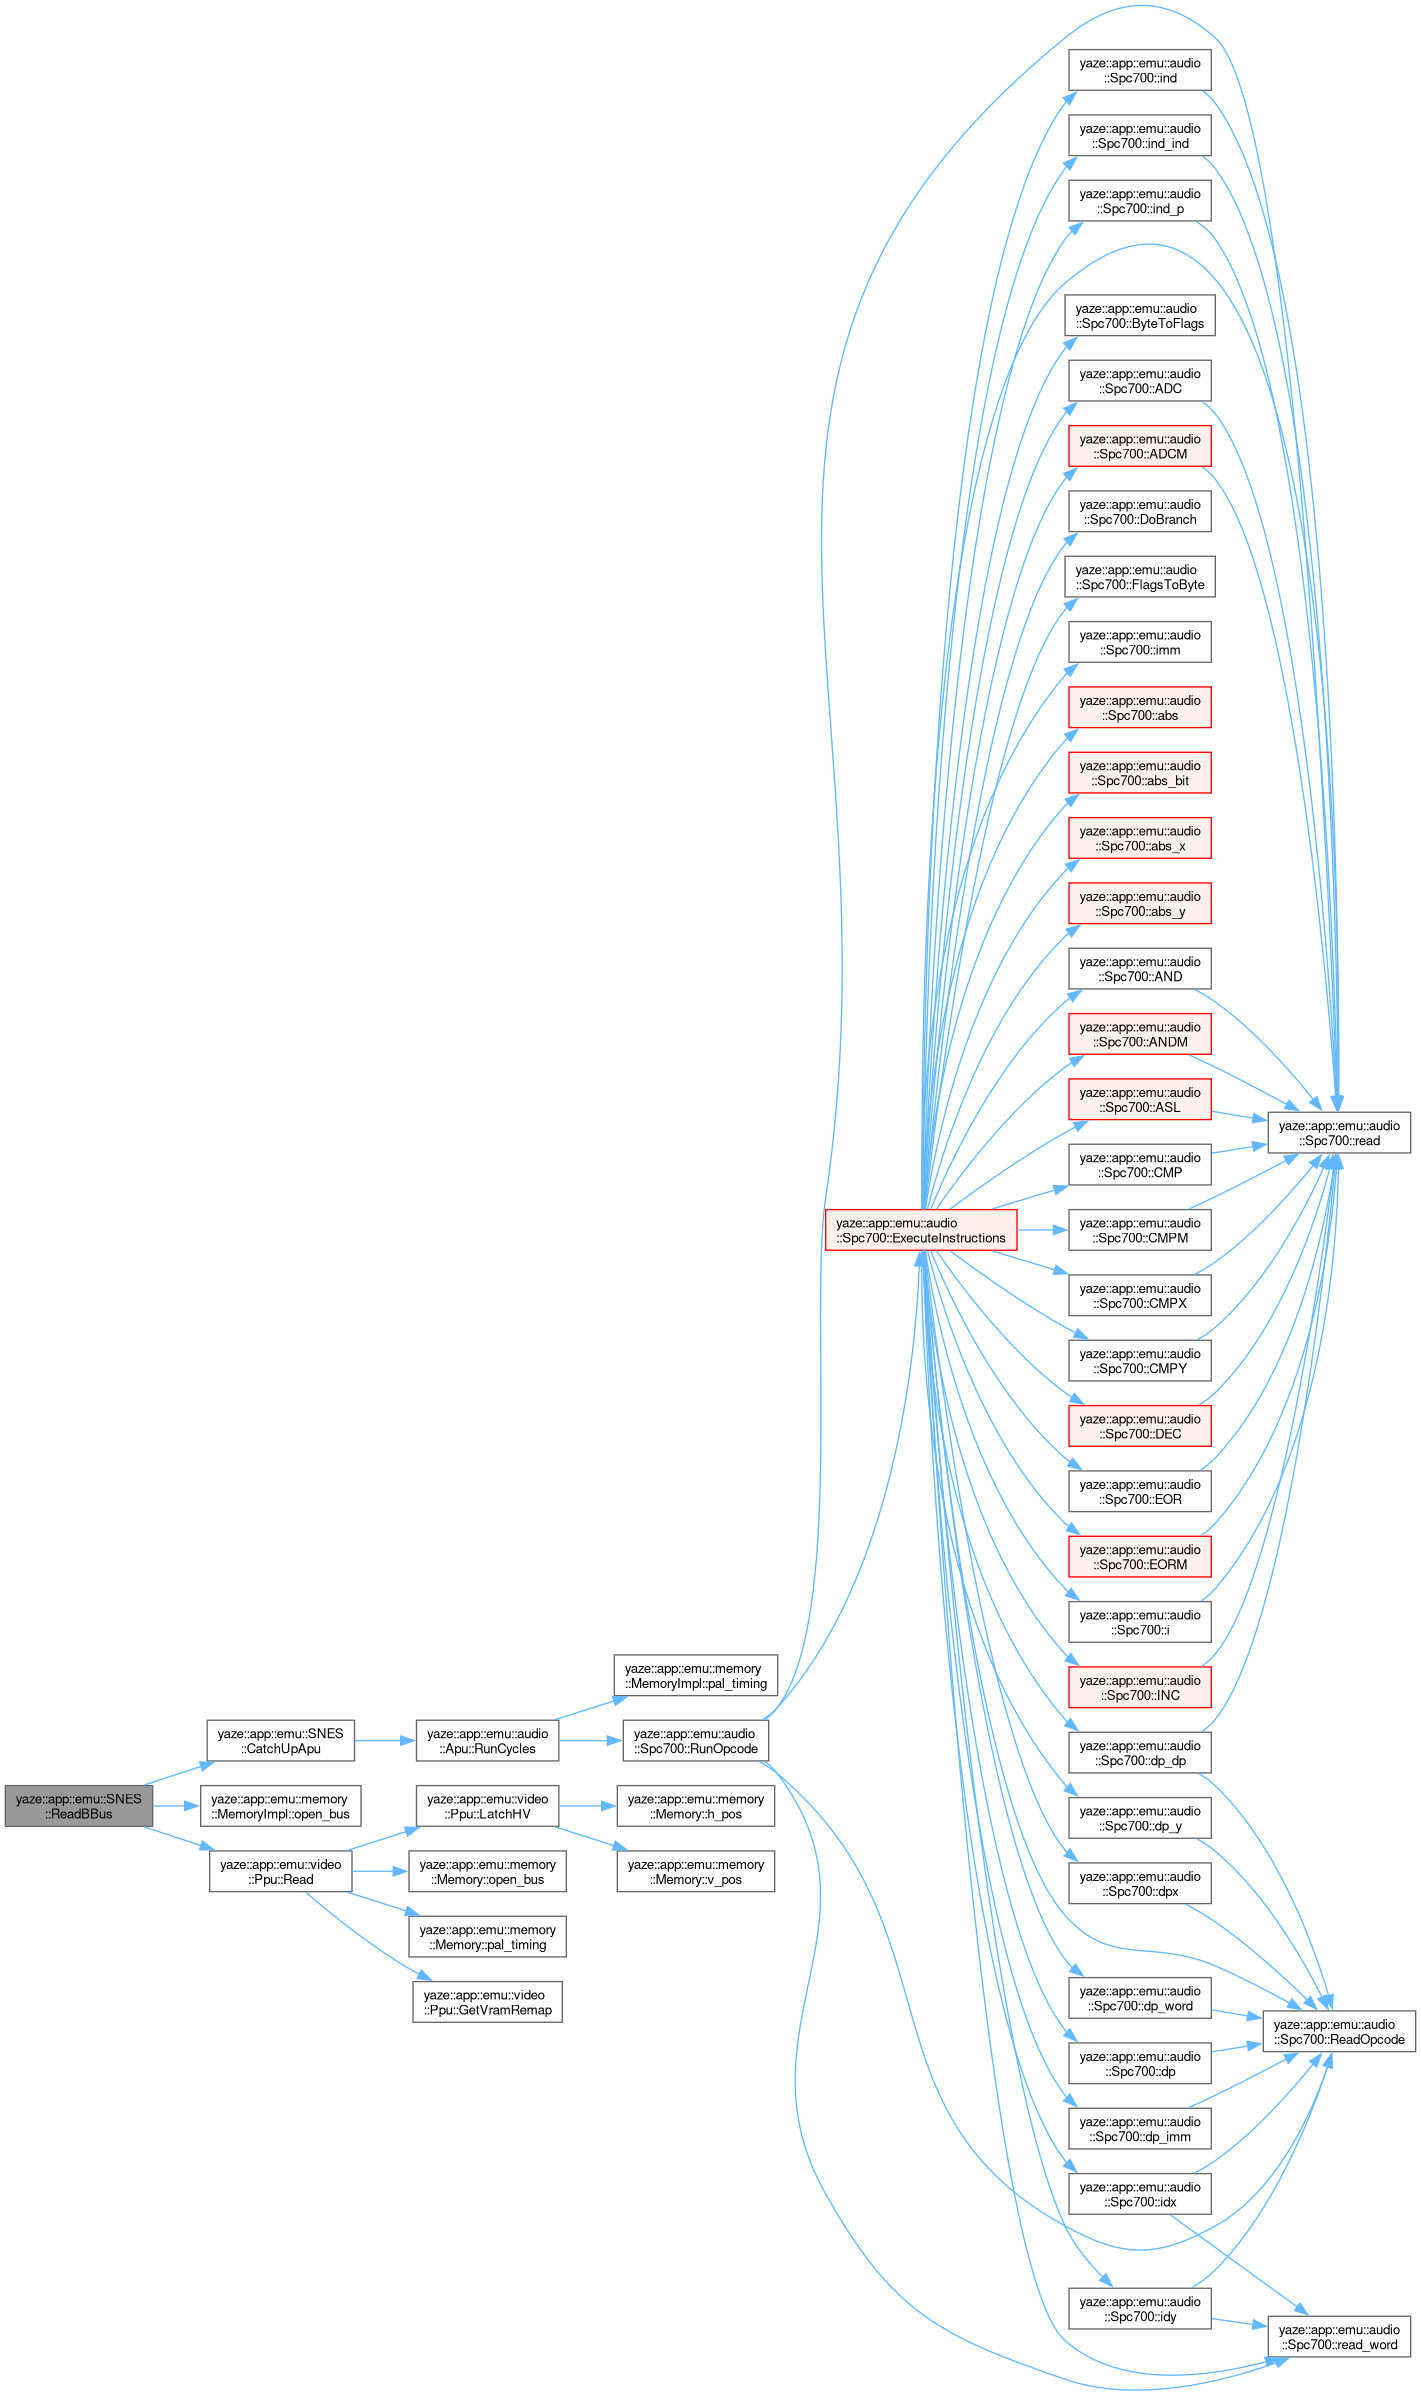 yaze::app::emu::SNES
::ReadBBus
yaze::app::emu::SNES
::CatchUpApu
yaze::app::emu::memory
::MemoryImpl::open_bus
yaze::app::emu::video
::Ppu::Read
yaze::app::emu::audio
::Apu::RunCycles
yaze::app::emu::video
::Ppu::LatchHV
yaze::app::emu::memory
::Memory::open_bus
yaze::app::emu::memory
::Memory::pal_timing
yaze::app::emu::video
::Ppu::GetVramRemap
yaze::app::emu::memory
::MemoryImpl::pal_timing
yaze::app::emu::audio
::Spc700::RunOpcode
yaze::app::emu::memory
::Memory::h_pos
yaze::app::emu::memory
::Memory::v_pos
yaze::app::emu::audio
::Spc700::ExecuteInstructions
yaze::app::emu::audio
::Spc700::ind
yaze::app::emu::audio
::Spc700::ind_ind
yaze::app::emu::audio
::Spc700::ind_p
yaze::app::emu::audio
::Spc700::ByteToFlags
yaze::app::emu::audio
::Spc700::ADC
yaze::app::emu::audio
::Spc700::ADCM
yaze::app::emu::audio
::Spc700::DoBranch
yaze::app::emu::audio
::Spc700::FlagsToByte
yaze::app::emu::audio
::Spc700::imm
yaze::app::emu::audio
::Spc700::abs
yaze::app::emu::audio
::Spc700::abs_bit
yaze::app::emu::audio
::Spc700::abs_x
yaze::app::emu::audio
::Spc700::abs_y
yaze::app::emu::audio
::Spc700::AND
yaze::app::emu::audio
::Spc700::ANDM
yaze::app::emu::audio
::Spc700::ASL
yaze::app::emu::audio
::Spc700::CMP
yaze::app::emu::audio
::Spc700::CMPM
yaze::app::emu::audio
::Spc700::CMPX
yaze::app::emu::audio
::Spc700::CMPY
yaze::app::emu::audio
::Spc700::DEC
yaze::app::emu::audio
::Spc700::EOR
yaze::app::emu::audio
::Spc700::EORM
yaze::app::emu::audio
::Spc700::i
yaze::app::emu::audio
::Spc700::INC
yaze::app::emu::audio
::Spc700::dp_dp
yaze::app::emu::audio
::Spc700::dp_y
yaze::app::emu::audio
::Spc700::dpx
yaze::app::emu::audio
::Spc700::dp_word
yaze::app::emu::audio
::Spc700::dp
yaze::app::emu::audio
::Spc700::dp_imm
yaze::app::emu::audio
::Spc700::idx
yaze::app::emu::audio
::Spc700::idy
yaze::app::emu::audio
::Spc700::read
yaze::app::emu::audio
::Spc700::ReadOpcode
yaze::app::emu::audio
::Spc700::read_word